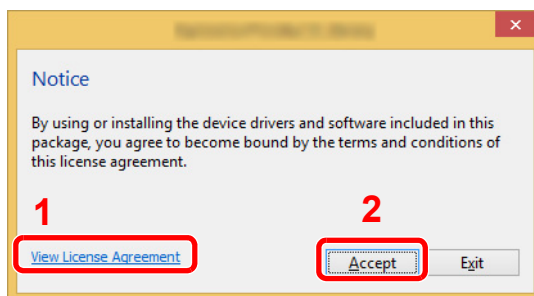 Notice
By using or installing the device drivers and software included in this
package, you agree to become bound by the terms and conditions of
this license agreement.
1
2
View License Agreement
Accept
Exit